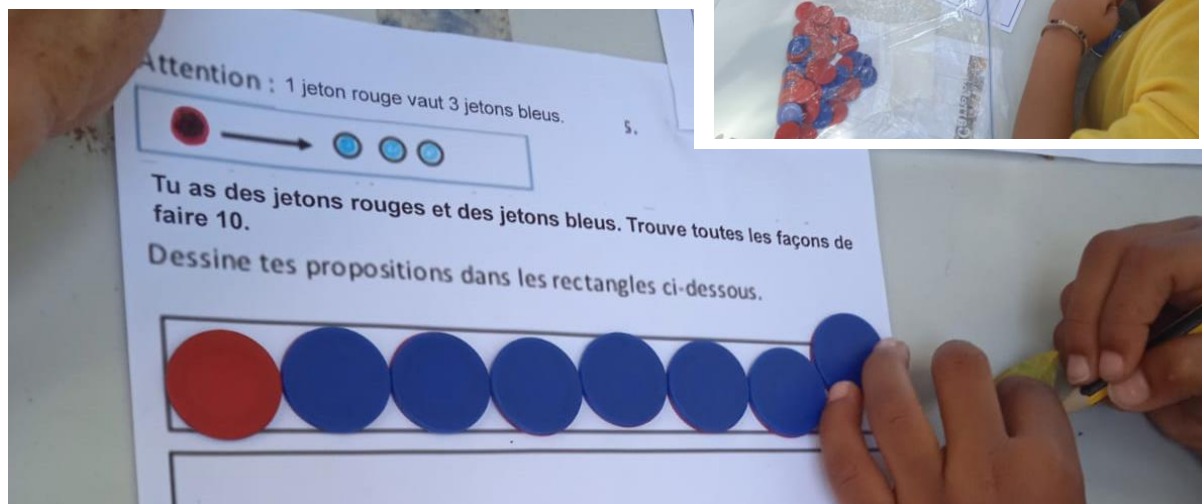 Attention : 1 jeton rouge vaut 3 jetons bleus.
5.
Tu as des jetons rouges et des jetons bleus. Trouve toutes les façons de
faire 10.
Dessine tes propositions dans les rectangles ci-dessous.